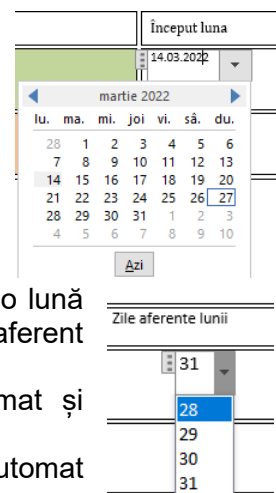 Început luna
14.03.2022
martie 2022
lu. ma. mi. joi vi. sâ. du.
28 1 2 3 4 5 6
7 8 9 10 11 12 13
14 15 16 17 18 19 20
21 22 23 24 25 26 27
28 29 30 31 1 2 3
4 5 6 7 8 9 10
Azi
o lună
aferent
mat și
utomat
Zile aferente lunii
31
28
29
30
31